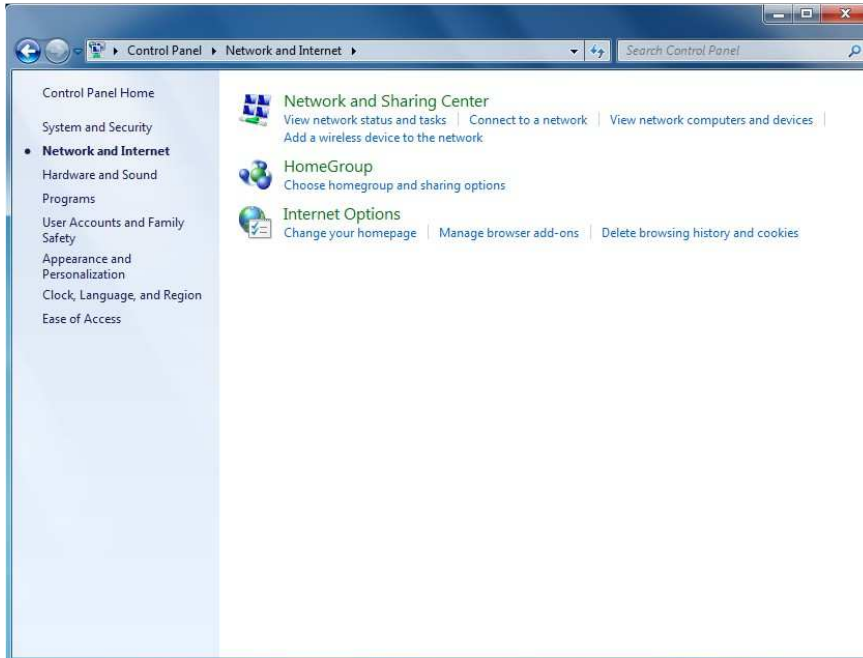 Control Panel ▸ Network and Internet ▸
Search Control Panel
Control Panel Home
System and Security
• Network and Internet
Hardware and Sound
Programs
User Accounts and Family
Safety
Appearance and
Personalization
Clock, Language, and Region
Ease of Access
Network and Sharing Center
View network status and tasks | Connect to a network | View network computers and devices |
Add a wireless device to the network
HomeGroup
Choose homegroup and sharing options
Internet Options
Change your homepage | Manage browser add-ons | Delete browsing history and cookies